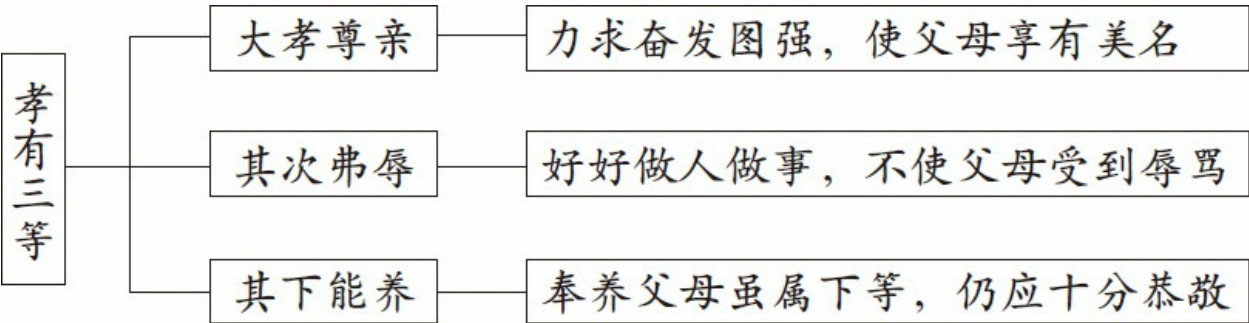 孝有三等
大孝尊亲
力求奋发图强，使父母享有美名
其次弗辱
好好做人做事，不使父母受到辱骂
其下能养
奉养父母虽属下等，仍应十分恭敬